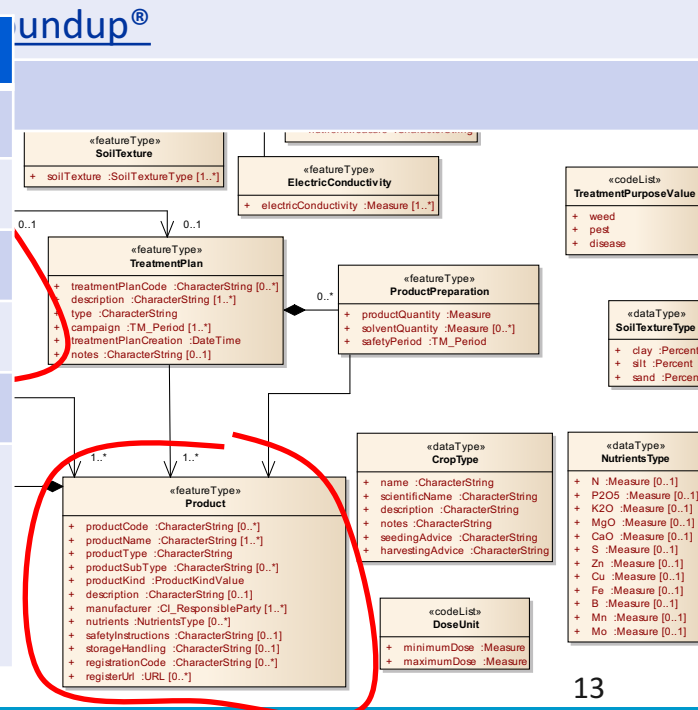 undup®
«featureType»
SoilTexture
+ soilTexture :SoilTextureType [1..*]
«featureType»
ElectricConductivity
+ electricConductivity :Measure [1..*]
«codeList»
TreatmentPurposeValue
+ weed
+ pest
+ disease
0..1
0..1
«featureType»
TreatmentPlan
+ treatmentPlanCode :CharacterString [0..*]
+ description :CharacterString [1..*]
+ type :CharacterString
+ campaign :TM_Period [1..*]
+ treatmentPlanCreation :DateTime
+ notes :CharacterString [0..1]
0..*
«featureType»
ProductPreparation
+ productQuantity :Measure
+ solventQuantity :Measure [0..*]
+ safetyPeriod :TM_Period
«dataType»
SoilTextureType
+ clay :Percent
+ silt :Percent
+ sand :Percen
1..*
1..*
«featureType»
Product
+ productCode :CharacterString [0..*]
+ productName :CharacterString [1..*]
+ productType :CharacterString
+ productSubType :CharacterString [0..*]
+ productKind :ProductKindValue
+ description :CharacterString [0..1]
+ manufacturer :CI_ResponsibleParty [1..*]
+ nutrients :NutrientsType [0..*]
+ safetyInstructions :CharacterString [0..1]
+ storageHandling :CharacterString [0..1]
+ registrationCode :CharacterString [0..*]
+ registerUrl :URL [0..*]
«dataType»
CropType
+ name :CharacterString
+ scientificName :CharacterString
+ description :CharacterString
+ notes :CharacterString
+ seedingAdvice :CharacterString
+ harvestingAdvice :CharacterString
«dataType»
NutrientsType
+ N :Measure [0..1]
+ P2O5 :Measure [0..1]
+ K2O :Measure [0..1]
+ MgO :Measure [0..1]
+ CaO :Measure [0..1]
+ S :Measure [0..1]
+ Zn :Measure [0..1]
+ Cu :Measure [0..1]
+ Fe :Measure [0..1]
+ B :Measure [0..1]
+ Mn :Measure [0..1]
+ Mo :Measure [0..1]
«codeList»
DoseUnit
+ minimumDose :Measure
+ maximumDose :Measure
13